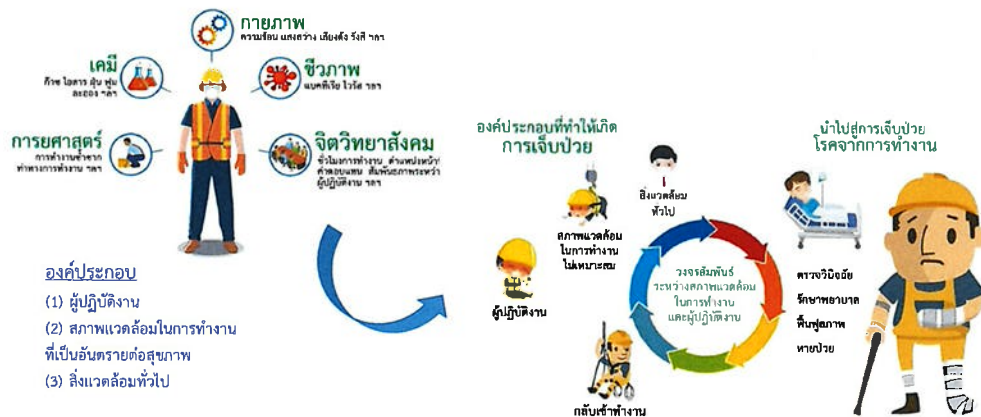 กายภาพ
ความร้อน แสงสว่าง เสียงดัง รังสี ฯลฯ
เคมี
ก๊าซ ไอสาร ฝุ่น ฟูม
ละออง ฯลฯ
ชีวภาพ
แบคทีเรีย ไวรัส ฯลฯ
การยศาสตร์
การทำงานซ้ำซาก
ท่าทางการทำงาน ฯลฯ
จิตวิทยาสังคม
ชั่วโมงการทำงาน ตำแหน่งหน้า
ค่าตอบแทน สัมพันธภาพระหว่า
ผู้ปฏิบัติงาน ฯลฯ
องค์ประกอบ
(1) ผู้ปฏิบัติงาน
(2) สภาพแวดล้อมในการทำงาน
ที่เป็นอันตรายต่อสุขภาพ
(3) สิ่งแวดล้อมทั่วไป
องค์ประกอบที่ทำให้เกิด
การเจ็บป่วย
สิ่งแวดล้อม
ทั่วไป
สภาพแวดล้อม
ในการทำงาน
ไม่เหมาะสม
ผู้ปฏิบัติงาน
วงจรสัมพันธ์
ระหว่างสภาพแวดล้อม
ในการทำงาน
และผู้ปฏิบัติงาน
กลับเข้าทำงาน
นำไปสู่การเจ็บป่วย
โรคจากการทำงาน
ตรวจวินิจฉัย
รักษาพยาบาล
ฟื้นฟูสภาพ
หายป่วย